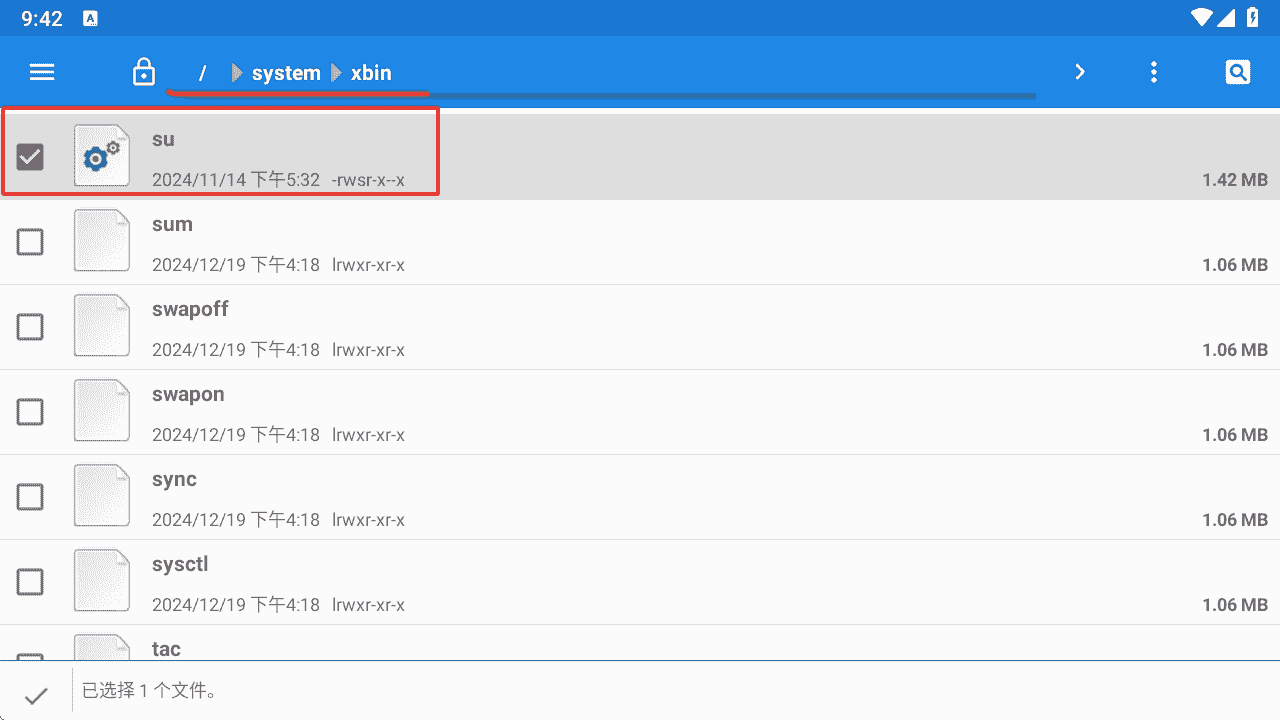 9:42 A
/ system xbin
su
2024/11/14 下午5:32 -rwsr-x--x 1.42 MB
sum
2024/12/19 下午4:18 lrwxr-xr-x 1.06 MB
swapoff
2024/12/19 下午4:18 lrwxr-xr-x 1.06 MB
swapon
2024/12/19 下午4:18 lrwxr-xr-x 1.06 MB
sync
2024/12/19 下午4:18 lrwxr-xr-x 1.06 MB
sysctl
2024/12/19 下午4:18 lrwxr-xr-x 1.06 MB
tac
已选择 1 个文件。